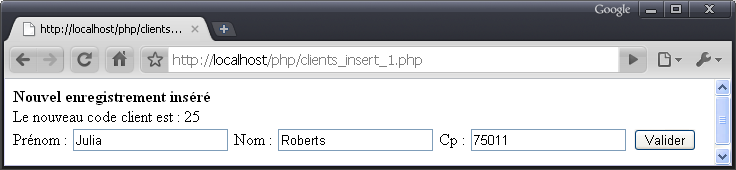 Google
http://localhost/php/clients...
http://localhost/php/clients_insert_1.php
Nouvel enregistrement inséré
Le nouveau code client est : 25
Prénom : Julia Nom : Roberts Cp : 75011 Valider